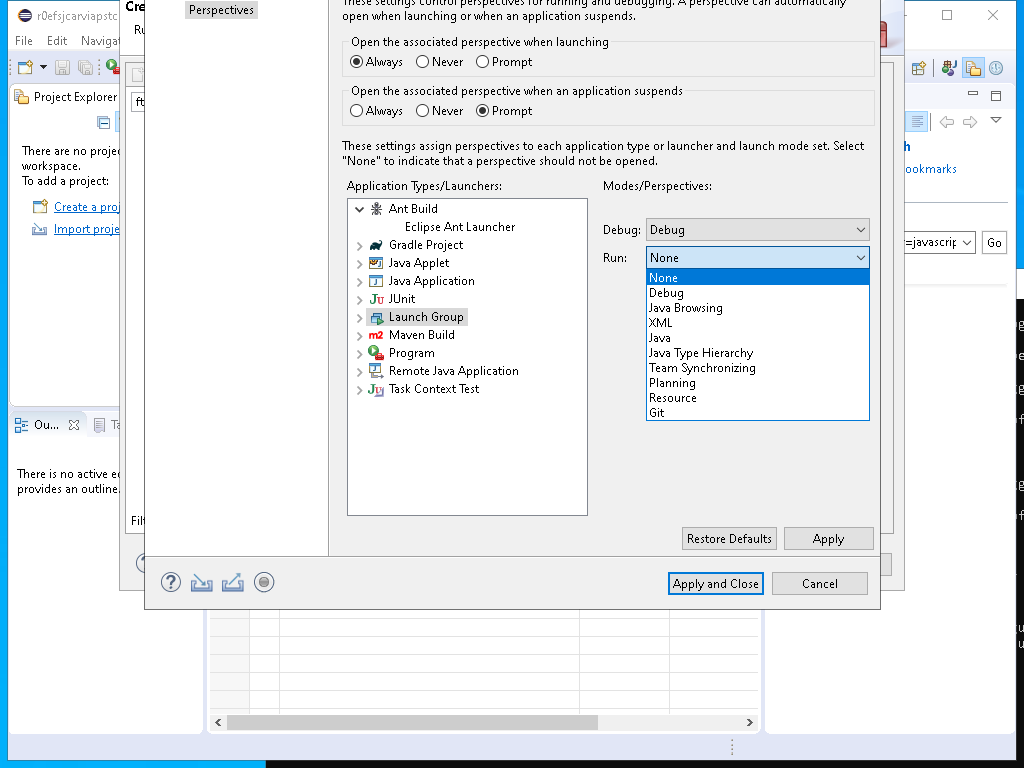 r0efsjcarviapstc
File Edit Navigat
Project Explorer
There are no proje
workspace.
To add a project:
Create a proj
Import proje
Ou...
Ta
There is no active ed
provides an outline.
Cre
Ru
ft
Filt
Perspectives
These settings control perspectives for running and debugging. A perspective can automatically
open when launching or when an application suspends.
Open the associated perspective when launching
Always Never Prompt
Open the associated perspective when an application suspends
Always Never Prompt
These settings assign perspectives to each application type or launcher and launch mode set. Select
"None" to indicate that a perspective should not be opened.
Application Types/Launchers:
Ant Build
Eclipse Ant Launcher
Gradle Project
Java Applet
Java Application
JUnit
Launch Group
Maven Build
Program
Remote Java Application
Task Context Test
Modes/Perspectives:
Debug: Debug
Run: None
None
Debug
Java Browsing
XML
Java
Java Type Hierarchy
Team Synchronizing
Planning
Resource
Git
Restore Defaults Apply
Apply and Close Cancel
h
ookmarks
=javascrip Go